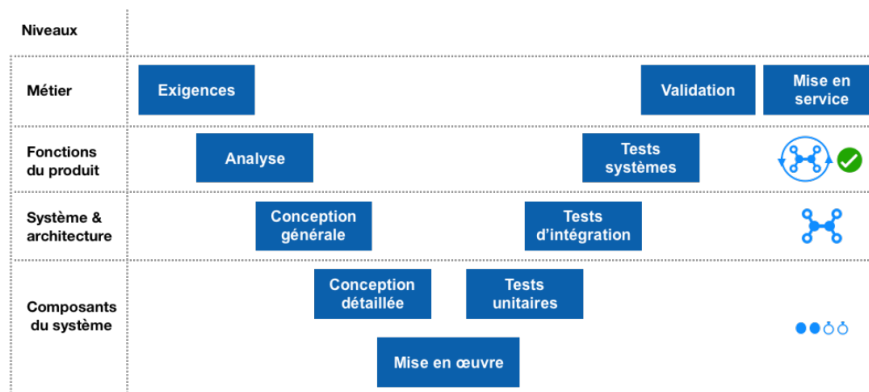 Niveaux
Métier
Exigences
Validation
Mise en
service
Fonctions
du produit
Analyse
Tests
systèmes
Système &
architecture
Conception
générale
Tests
d'intégration
Composants
du système
Conception
détaillée
Tests
unitaires
Mise en œuvre